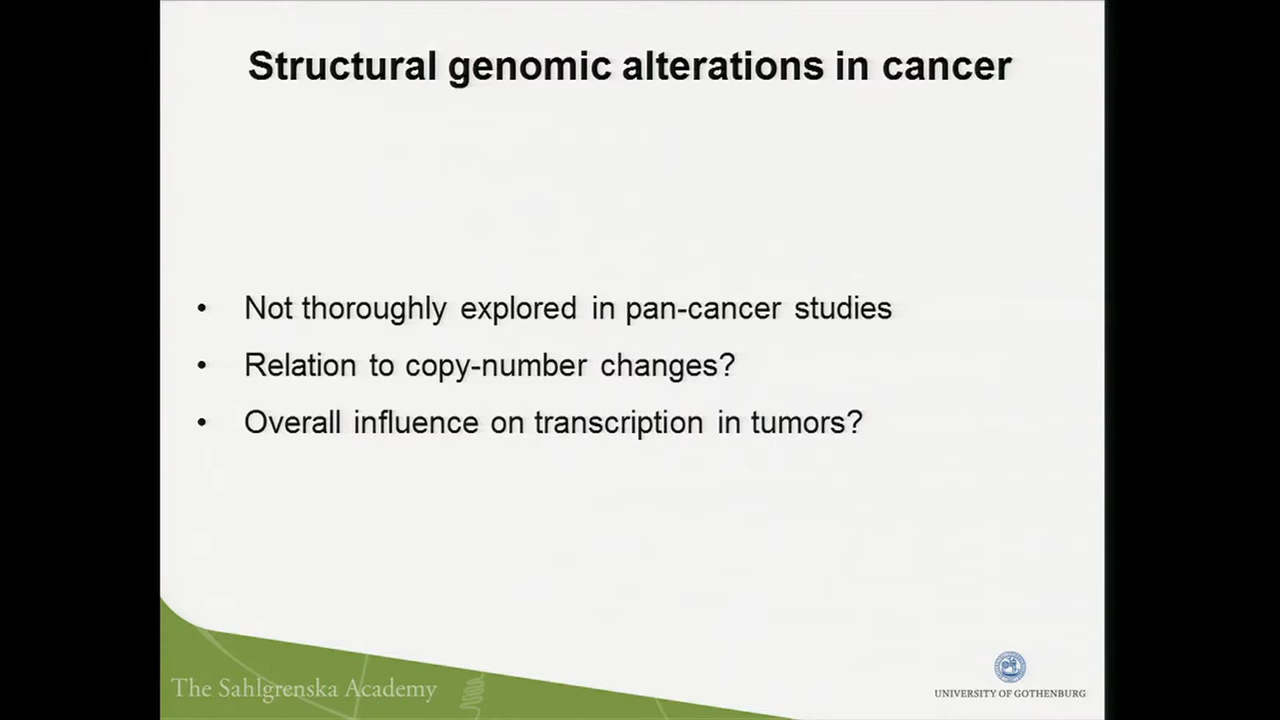 Structural genomic alterations in cancer
• Not thoroughly explored in pan-cancer studies
• Relation to copy-number changes?
• Overall influence on transcription in tumors?
The Sahlgrenska Academy
UNIVERSITY OF GOTHENBURG